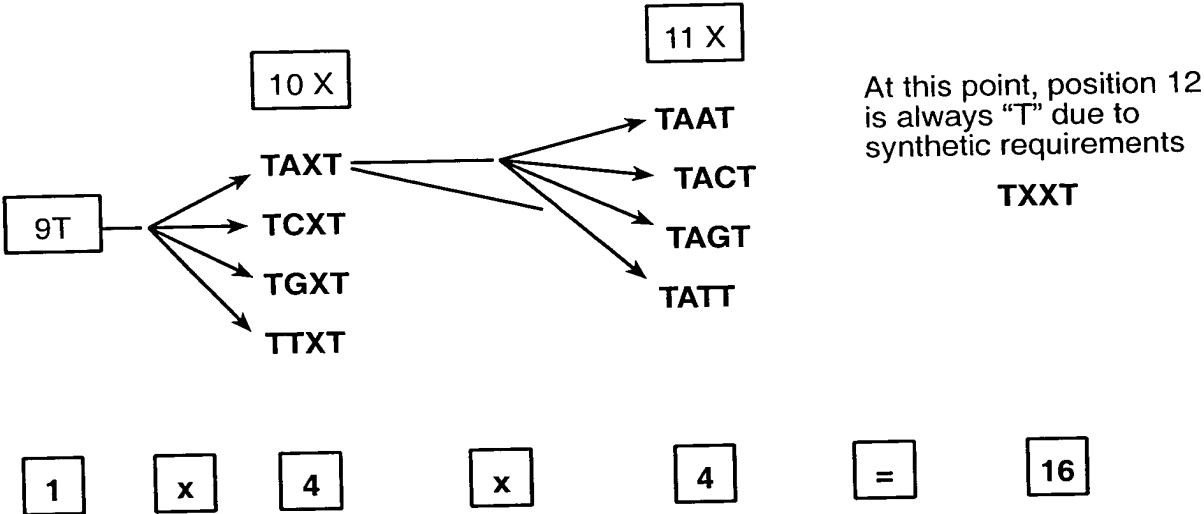 10 X
11 X
At this point, position 12
is always “T” due to
synthetic requirements
TXXT
9T
TAXT
TCXT
TGXT
TTXT
TAAT
TACT
TAGT
TATT
1 x 4 x 4 = 16